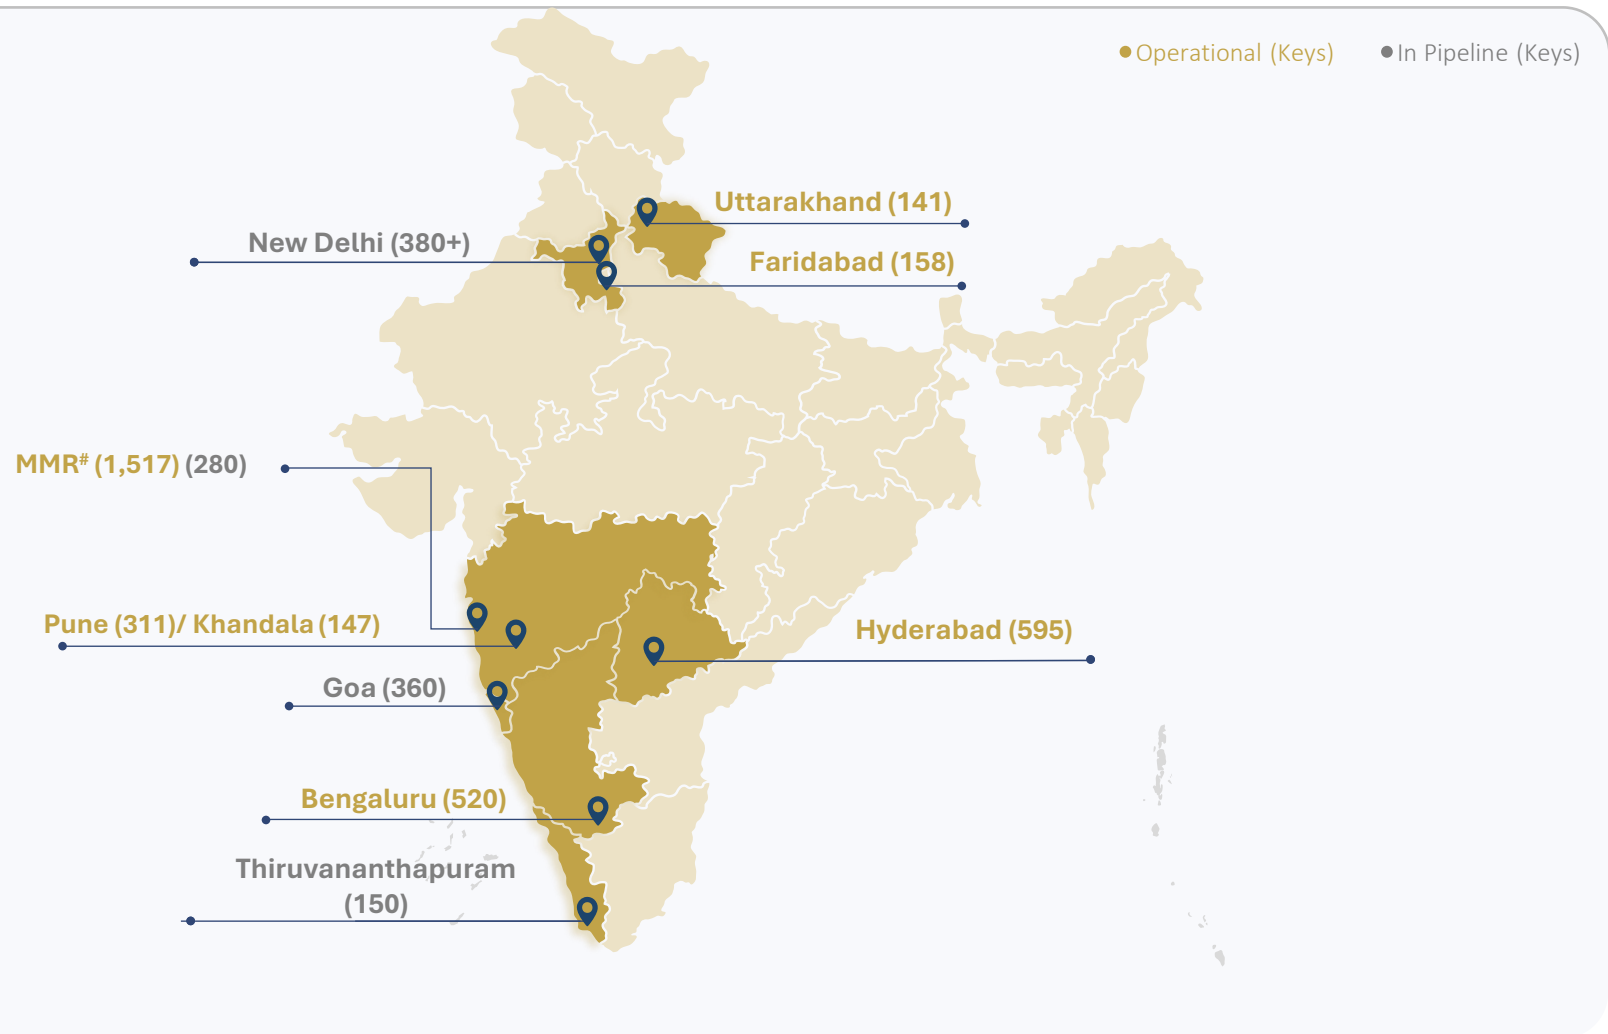 Operational (Keys)
In Pipeline (Keys)
Uttarakhand (141)
New Delhi (380+)
Faridabad (158)
MMR# (1,517) (280)
Pune (311)/ Khandala (147)
Hyderabad (595)
Goa (360)
Bengaluru (520)
Thiruvananthapuram
(150)